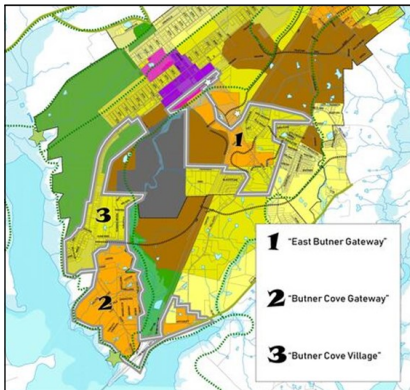 1
3
2
1 "East Butner Gateway"
2 "Butner Cove Gateway"
3 "Butner Cove Village"